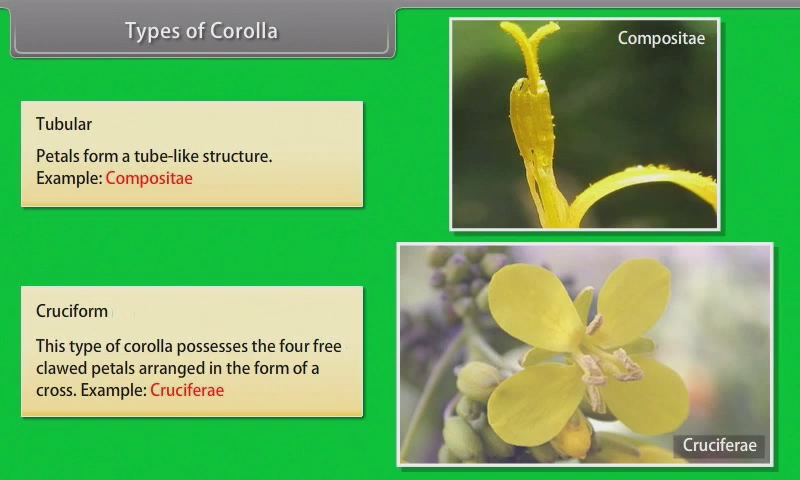 Types of Corolla
Compositae
Tubular
Petals form a tube-like structure.
Example: Compositae
Cruciform
This type of corolla possesses the four free
clawed petals arranged in the form of a
cross. Example: Cruciferae
Cruciferae